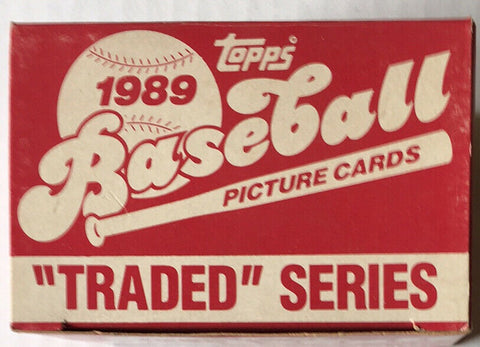 topps
1989
Baseball
PICTURE CARDS
"TRADED" SERIES